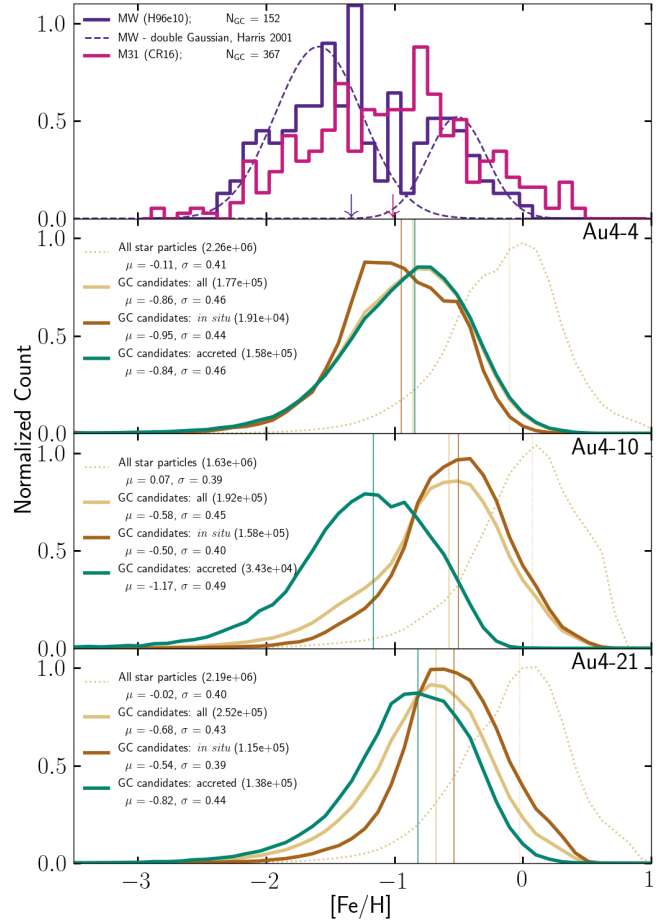 MW (H96e10); N_GC = 152
MW - double Gaussian, Harris 2001
M31 (CR16); N_GC = 367
1.0
0.5
0.0
Au4-4
All star particles (2.26e+06)
μ = -0.11, σ = 0.41
GC candidates: all (1.77e+05)
μ = -0.86, σ = 0.46
GC candidates: in situ (1.91e+04)
μ = -0.95, σ = 0.44
GC candidates: accreted (1.58e+05)
μ = -0.84, σ = 0.46
1.0
0.5
0.0
Au4-10
All star particles (1.63e+06)
μ = 0.07, σ = 0.39
GC candidates: all (1.92e+05)
μ = -0.58, σ = 0.45
GC candidates: in situ (1.58e+05)
μ = -0.50, σ = 0.40
GC candidates: accreted (3.43e+04)
μ = -1.17, σ = 0.49
1.0
0.5
0.0
Au4-21
All star particles (2.19e+06)
μ = -0.02, σ = 0.40
GC candidates: all (2.52e+05)
μ = -0.68, σ = 0.43
GC candidates: in situ (1.15e+05)
μ = -0.54, σ = 0.39
GC candidates: accreted (1.38e+05)
μ = -0.82, σ = 0.44
1.0
0.5
0.0
Normalized Count
−3 −2 −1 0 1
[Fe/H]